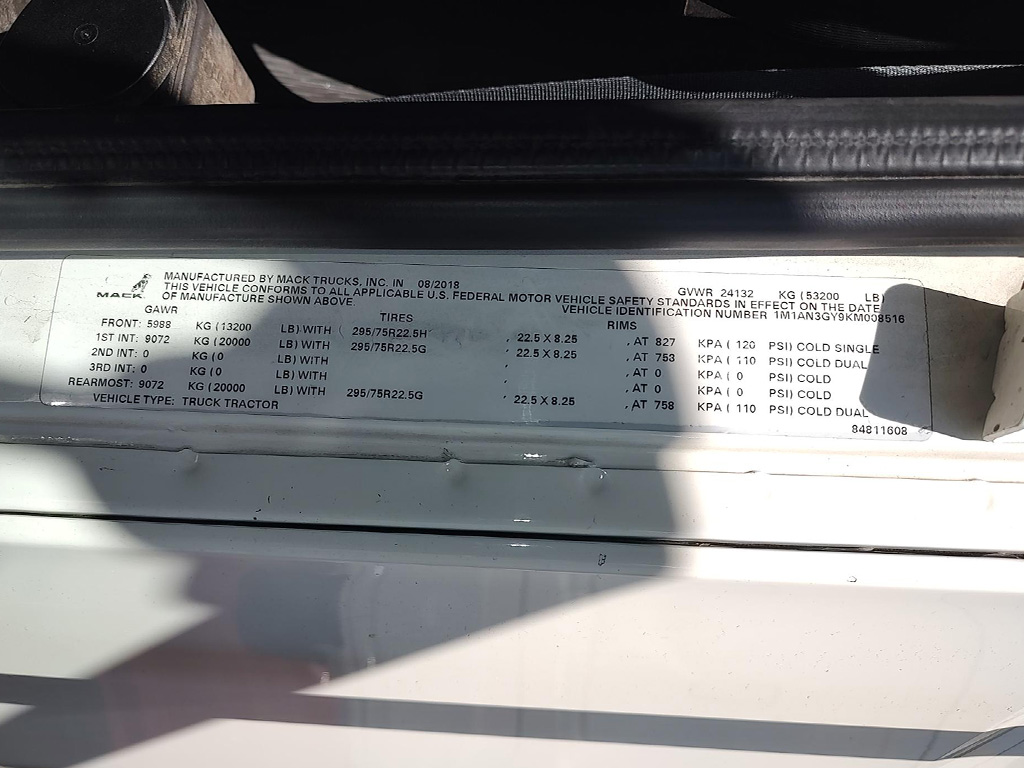 MACK
MANUFACTURED BY MACK TRUCKS, INC. IN 08/2018 GVWR 24132 KG ( 53200 LB)
THIS VEHICLE CONFORMS TO ALL APPLICABLE U.S. FEDERAL MOTOR VEHICLE SAFETY STANDARDS IN EFFECT ON THE DATE
OF MANUFACTURE SHOWN ABOVE VEHICLE IDENTIFICATION NUMBER 1M1AN3GY9KM008516
GAWR TIRES RIMS
FRONT: 5988 KG ( 13200 LB) WITH 295/75R22.5H , 22.5 X 8.25 , AT 827 KPA ( 120 PSI) COLD SINGLE
1ST INT: 9072 KG ( 20000 LB) WITH 295/75R22.5G , 22.5 X 8.25 , AT 753 KPA ( 110 PSI) COLD DUAL
2ND INT: 0 KG ( 0 LB) WITH , , AT 0 KPA ( 0 PSI) COLD
3RD INT: 0 KG ( 0 LB) WITH , , AT 0 KPA ( 0 PSI) COLD
REARMOST: 9072 KG ( 20000 LB) WITH 295/75R22.5G , 22.5 X 8.25 , AT 758 KPA ( 110 PSI) COLD DUAL
VEHICLE TYPE: TRUCK TRACTOR
84811608